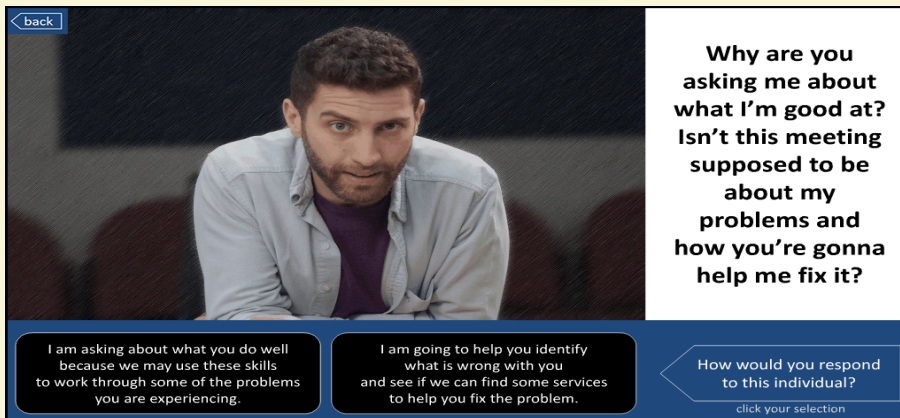 back
Why are you
asking me about
what I'm good at?
Isn't this meeting
supposed to be
about my
problems and
how you're gonna
help me fix it?
I am asking about what you do well
because we may use these skills
to work through some of the problems
you are experiencing.
I am going to help you identify
what is wrong with you
and see if we can find some services
to help you fix the problem.
How would you respond
to this individual?
click your selection